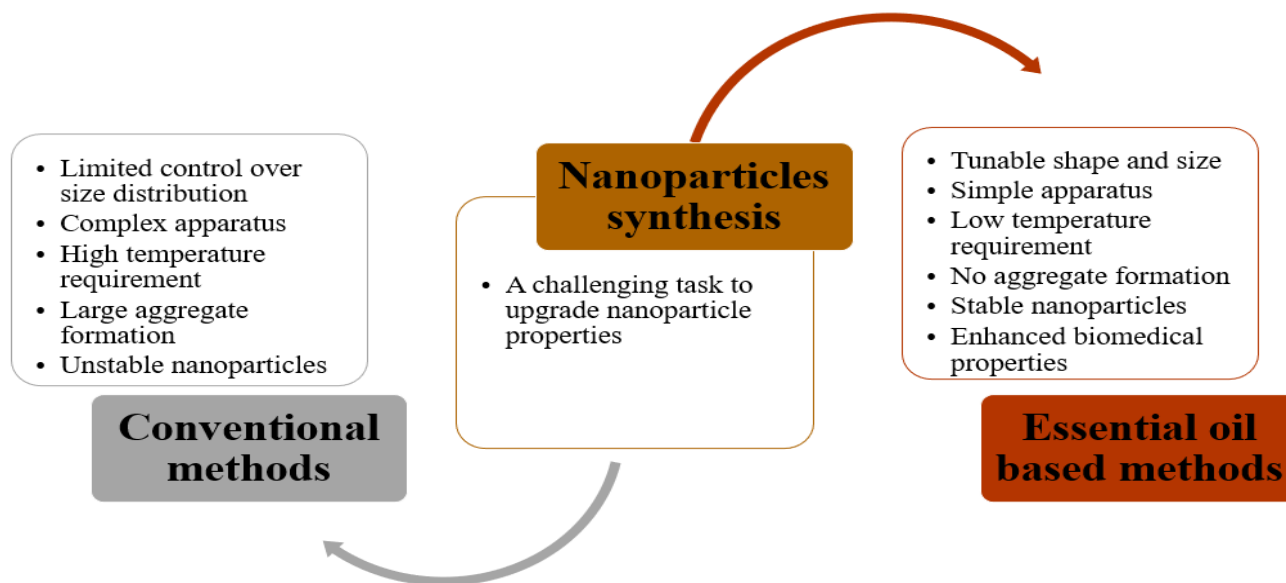 • Limited control over
size distribution
• Complex apparatus
• High temperature
requirement
• Large aggregate
formation
• Unstable nanoparticles
Conventional
methods
Nanoparticles
synthesis
• A challenging task to
upgrade nanoparticle
properties
• Tunable shape and size
• Simple apparatus
• Low temperature
requirement
• No aggregate formation
• Stable nanoparticles
• Enhanced biomedical
properties
Essential oil
based methods